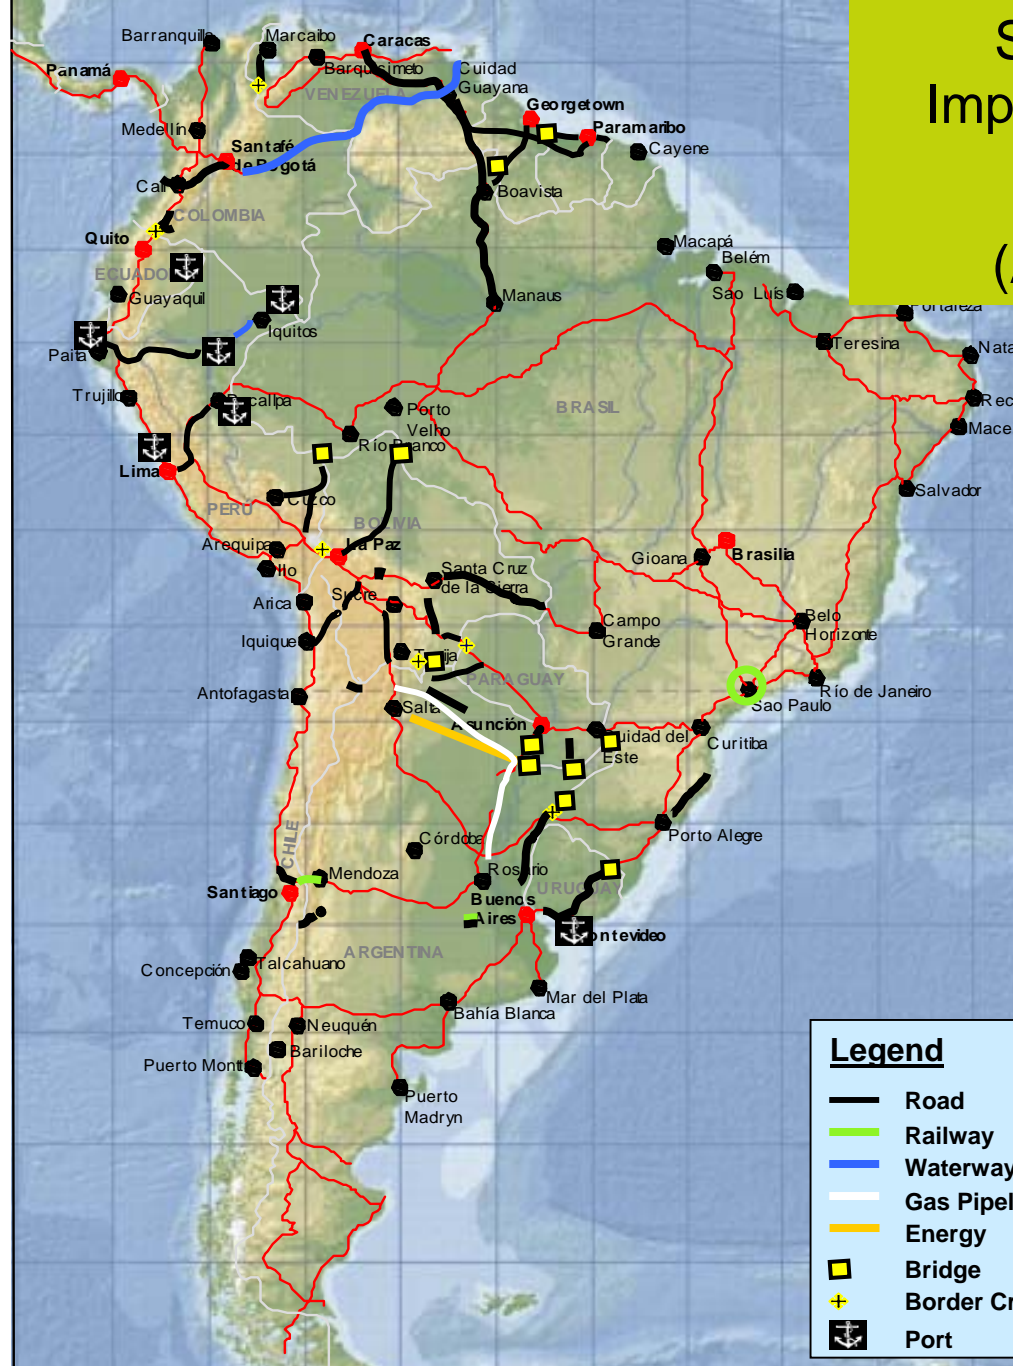 S
Imp
(A
Barranquilla
Marcaibo
Caracas
Barquisimeto
Cuidad
Guayana
Panamá
VENEZUELA
Georgetown
Paramaribo
Cayene
Medellín
Santafé
de Bogotá
Cali
Boavista
COLOMBIA
Quito
Macapá
Belém
ECUADO
Sao Luís
Guayaquil
Manaus
Iquitos
Fortaleza
Paita
Teresina
Nata
Trujillo
Pucallpa
Porto
Velho
BRASIL
Rec
Mace
Río Branco
Lima
Cuzco
Salvador
PERÚ
BOLIVIA
Arequipa
La Paz
Gioana
Brasilia
Ilo
Santa Cruz
de la Sierra
Sucre
Arica
Campo
Grande
Belo
Horizonte
Iquique
Tarija
PARAGUAY
Río de Janeiro
Antofagasta
Sao Paulo
Salta
Asunción
Cuidad del
Este
Curitiba
CHILE
Córdoba
Porto Alegre
Mendoza
Rosario
Santiago
URUGUAY
Buenos
Aires
Montevideo
ARGENTINA
Talcahuano
Concepción
Mar del Plata
Bahía Blanca
Temuco
Neuquén
Bariloche
Puerto Montt
Puerto
Madryn
Legend
Road
Railway
Waterway
Gas Pipel
Energy
Bridge
Border Cr
Port